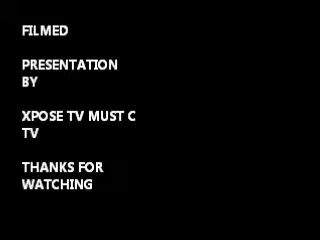 FILMED
PRESENTATION
BY
XPOSE TV MUST C
TV
THANKS FOR
WATCHING